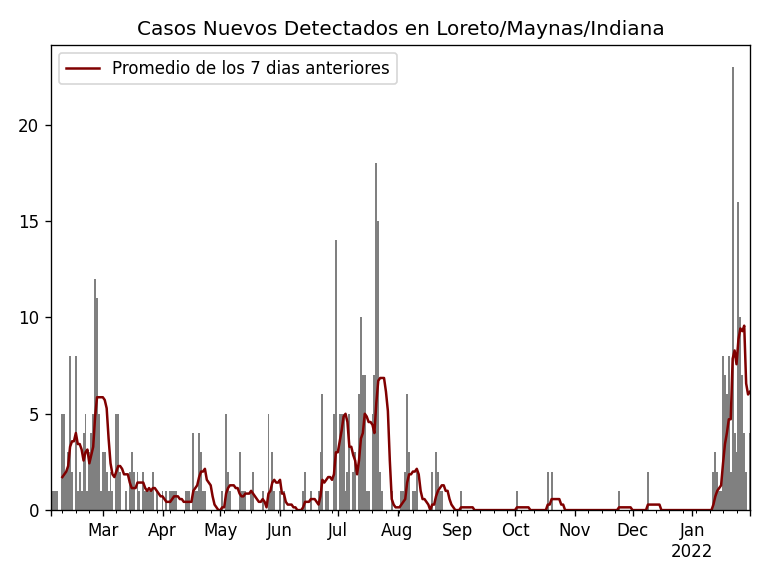 Casos Nuevos Detectados en Loreto/Maynas/Indiana
Promedio de los 7 dias anteriores
20
15
10
5
0
Mar Apr May Jun Jul Aug Sep Oct Nov Dec Jan
2022